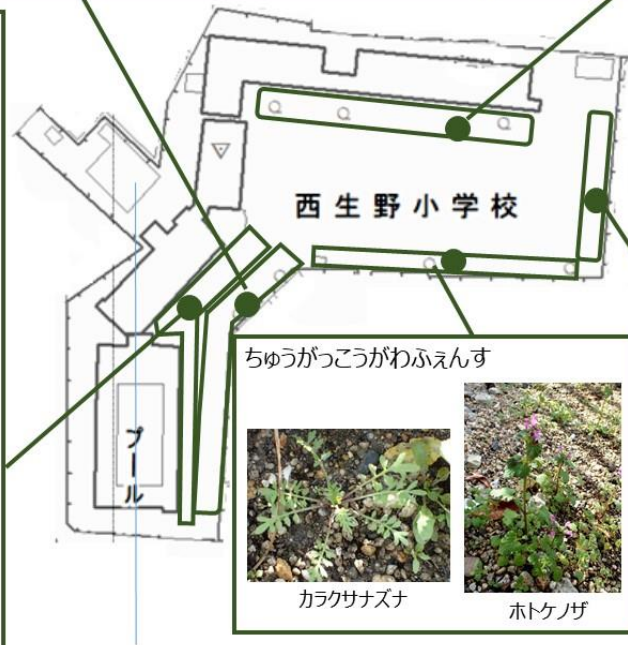 西生野小学校
プール
ちゅうがっこうがわふぇんす
カラクサナズナ
ホトケノザ